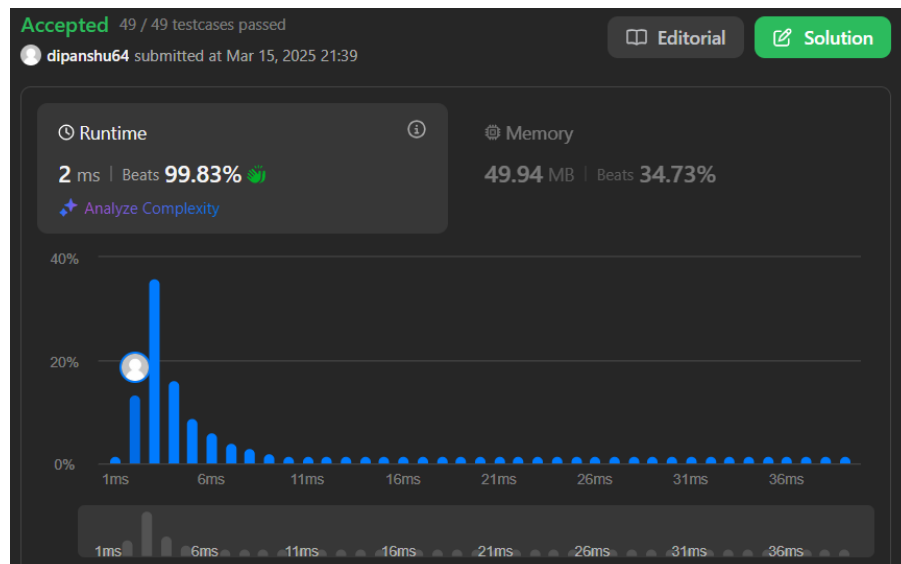 Accepted 49 / 49 testcases passed
dipanshu64 submitted at Mar 15, 2025 21:39
Editorial
Solution
Runtime
2 ms | Beats 99.83%
Analyze Complexity
Memory
49.94 MB | Beats 34.73%
40%
20%
0%
1ms 6ms 11ms 16ms 21ms 26ms 31ms 36ms
1ms 6ms 11ms 16ms 21ms 26ms 31ms 36ms